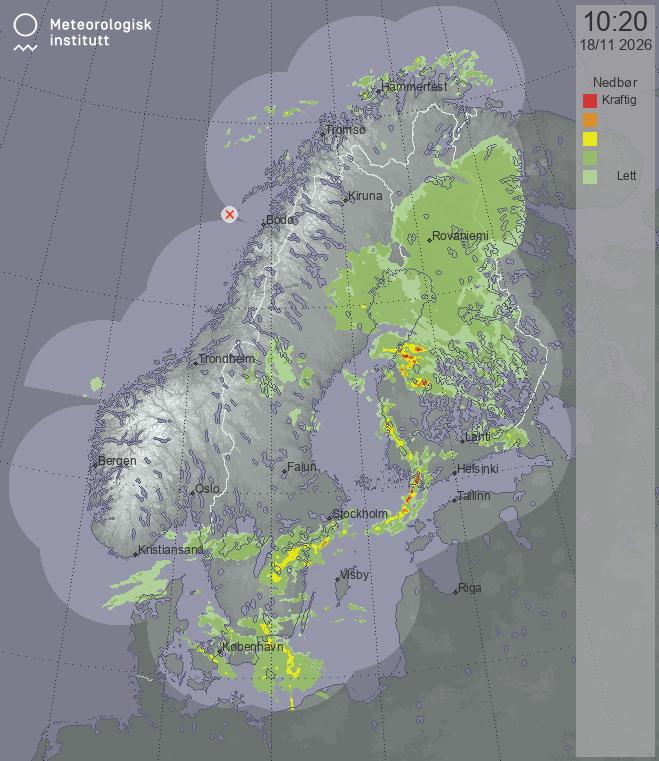 Meteorologisk
institutt
10:20
18/11 2026
Nedbør
Kraftig
Lett
Hammerfest
Tromsø
Kiruna
Bodø
Rovaniemi
Trondheim
Lahti
Bergen
Falun
Helsinki
Oslo
Tallinn
Stockholm
Kristiansand
Visby
Riga
København